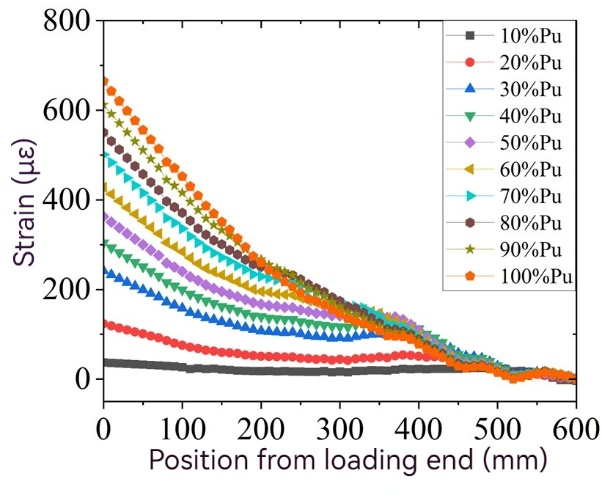 800
600
400
200
0
Strain (με)
10%Pu
20%Pu
30%Pu
40%Pu
50%Pu
60%Pu
70%Pu
80%Pu
90%Pu
100%Pu
0 100 200 300 400 500 600
Position from loading end (mm)